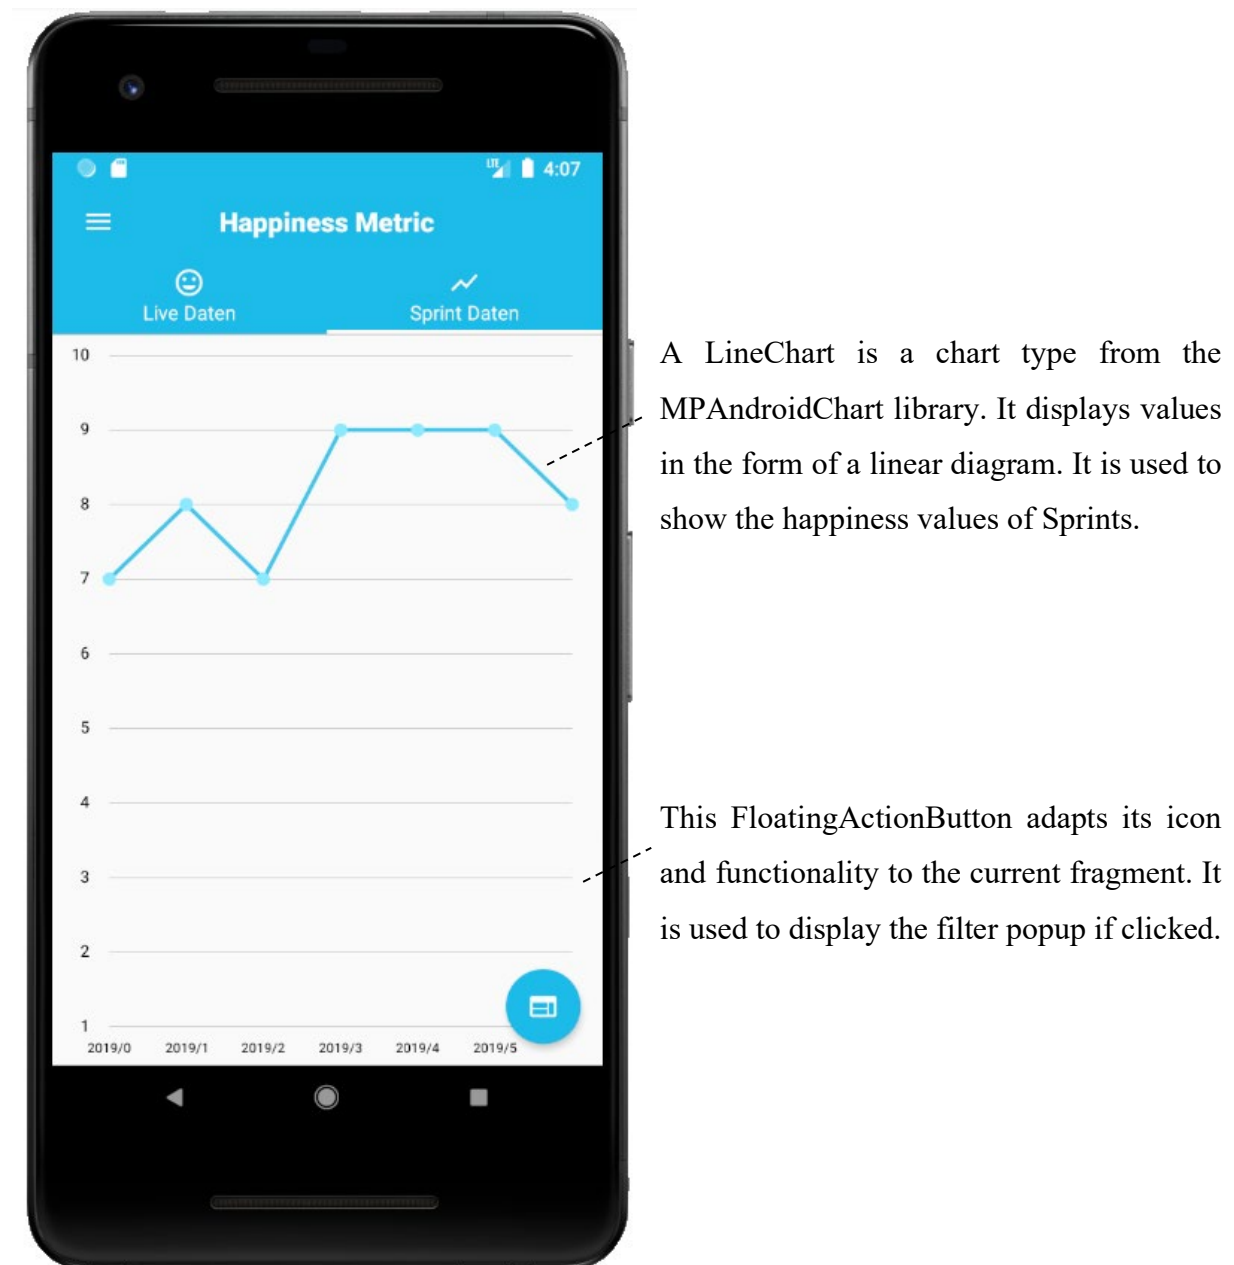 LTE 4:07
Happiness Metric
Live Daten
Sprint Daten
10
9
8
7
6
5
4
3
2
1
2019/0 2019/1 2019/2 2019/3 2019/4 2019/5
A LineChart is a chart type from the
MPAndroidChart library. It displays values
in the form of a linear diagram. It is used to
show the happiness values of Sprints.
This FloatingActionButton adapts its icon
and functionality to the current fragment. It
is used to display the filter popup if clicked.